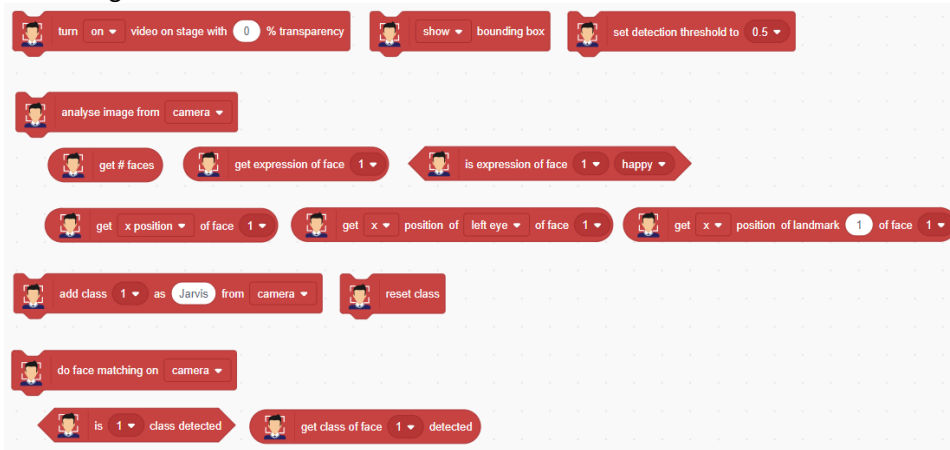 turn on video on stage with 0 % transparency
show bounding box
set detection threshold to 0.5
analyse image from camera
get # faces
get expression of face 1
is expression of face 1 happy
get x position of face 1
get x position of left eye of face 1
get x position of landmark 1 of face 1
add class 1 as Jarvis from camera
reset class
do face matching on camera
is 1 class detected
get class of face 1 detected